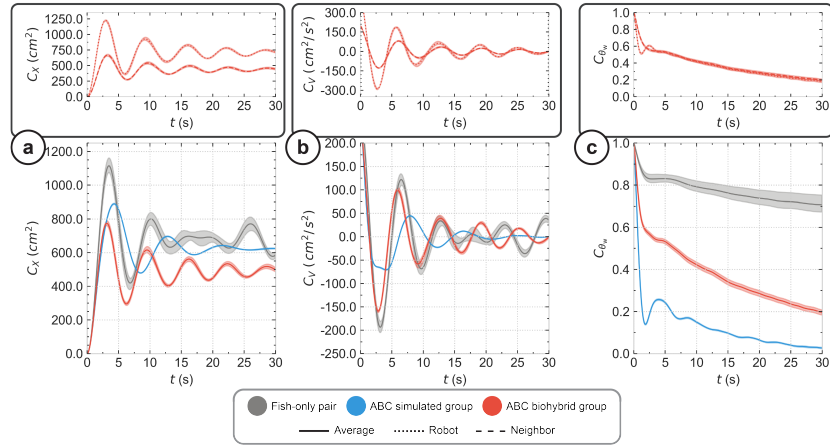 1250.0
1000.0
750.0
500.0
250.0
0.0
C_X (cm²)
0 5 10 15 20 25 30
t (s)
300.0
150.0
0.0
-150.0
-300.0
C_V (cm²/s²)
0 5 10 15 20 25 30
t (s)
1.0
0.8
0.6
0.4
0.2
0.0
C_θw
0 5 10 15 20 25 30
t (s)
a
1200.0
1000.0
800.0
600.0
400.0
200.0
0.0
C_X (cm²)
0 5 10 15 20 25 30
t (s)
b
200.0
150.0
100.0
50.0
0.0
-50.0
-100.0
-150.0
-200.0
-250.0
C_V (cm²/s²)
0 5 10 15 20 25 30
t (s)
c
1.0
0.8
0.6
0.4
0.2
0.0
C_θw
0 5 10 15 20 25 30
t (s)
Fish-only pair ABC simulated group ABC biohybrid group
Average Robot Neighbor